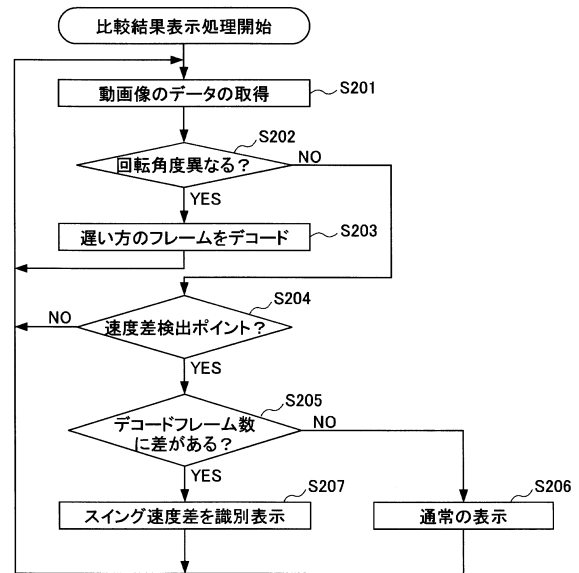 比較結果表示処理開始
動画像のデータの取得
S201
S202
回転角度異なる？
NO
YES
遅い方のフレームをデコード
S203
S204
NO
速度差検出ポイント？
YES
S205
デコードフレーム数
に差がある？
NO
YES
S207
スイング速度差を識別表示
S206
通常の表示